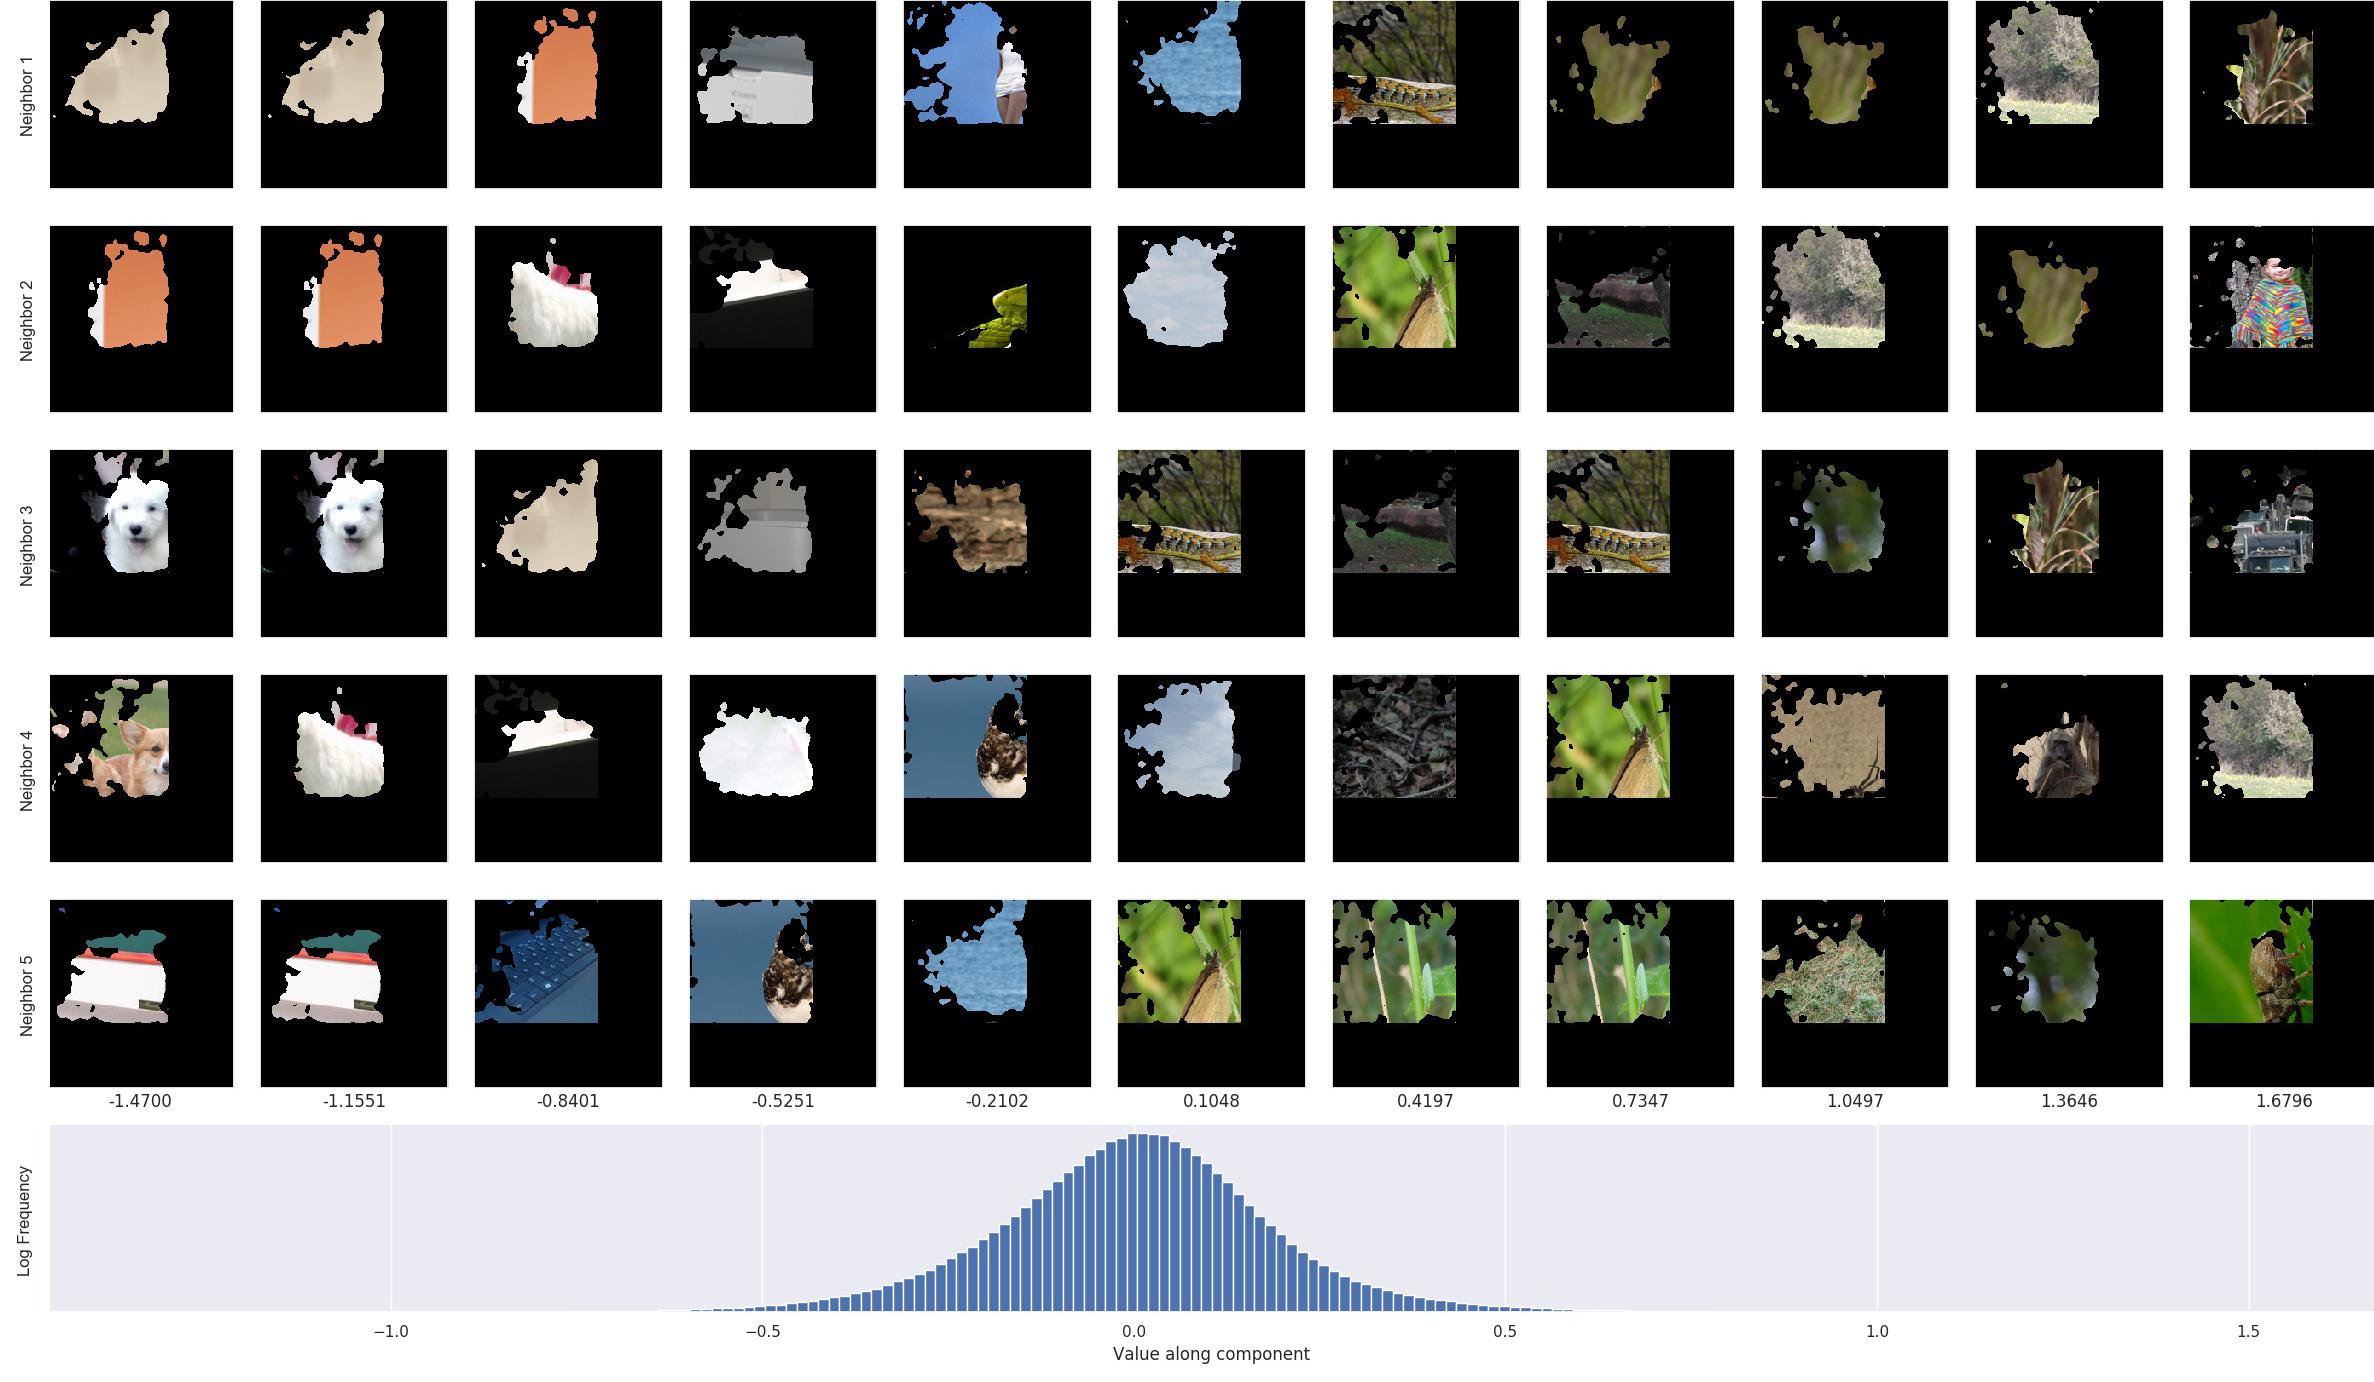 Neighbor 1
Canon
Neighbor 2
Neighbor 3
Neighbor 4
Neighbor 5
-1.4700 -1.1551 -0.8401 -0.5251 -0.2102 0.1048 0.4197 0.7347 1.0497 1.3646 1.6796
Log Frequency
−1.0 −0.5 0.0 0.5 1.0 1.5
Value along component